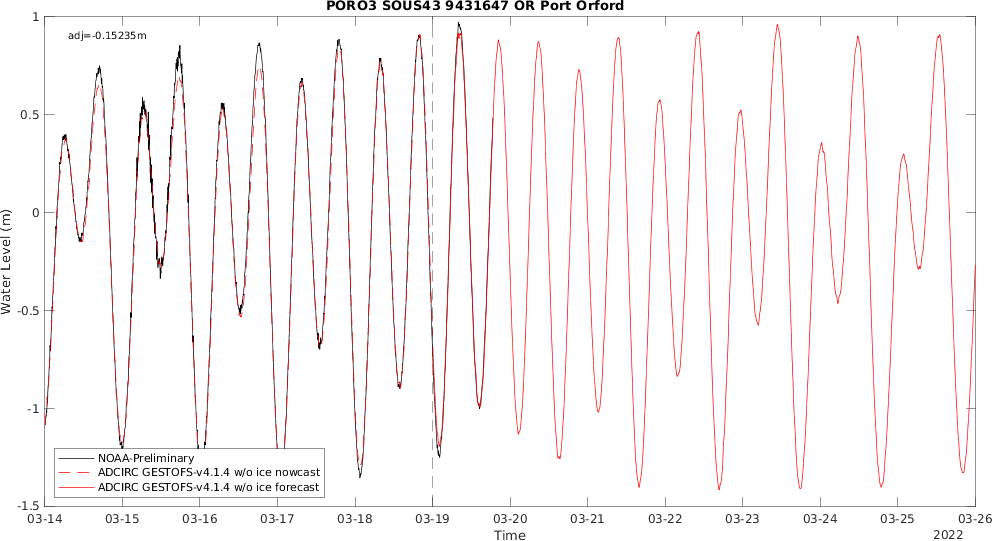 PORO3 SOUS43 9431647 OR Port Orford
adj=-0.15235m
1
0.5
0
-0.5
-1
-1.5
Water Level (m)
NOAA-Preliminary
ADCIRC GESTOFS-v4.1.4 w/o ice nowcast
ADCIRC GESTOFS-v4.1.4 w/o ice forecast
03-14 03-15 03-16 03-17 03-18 03-19 03-20 03-21 03-22 03-23 03-24 03-25 03-26
Time
2022